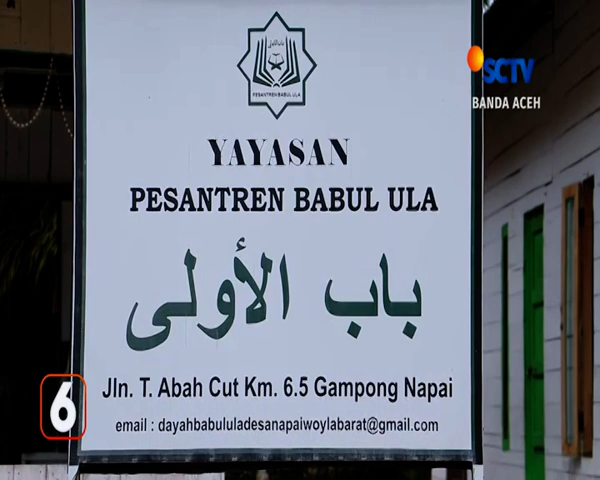 SCTV
BANDA ACEH
PESANTREN BABUL ULA
YAYASAN
PESANTREN BABUL ULA
باب الأولى
Jln. T. Abah Cut Km. 6.5 Gampong Napai
email : dayahbabululadesanapaiwoylabarat@gmail.com
6